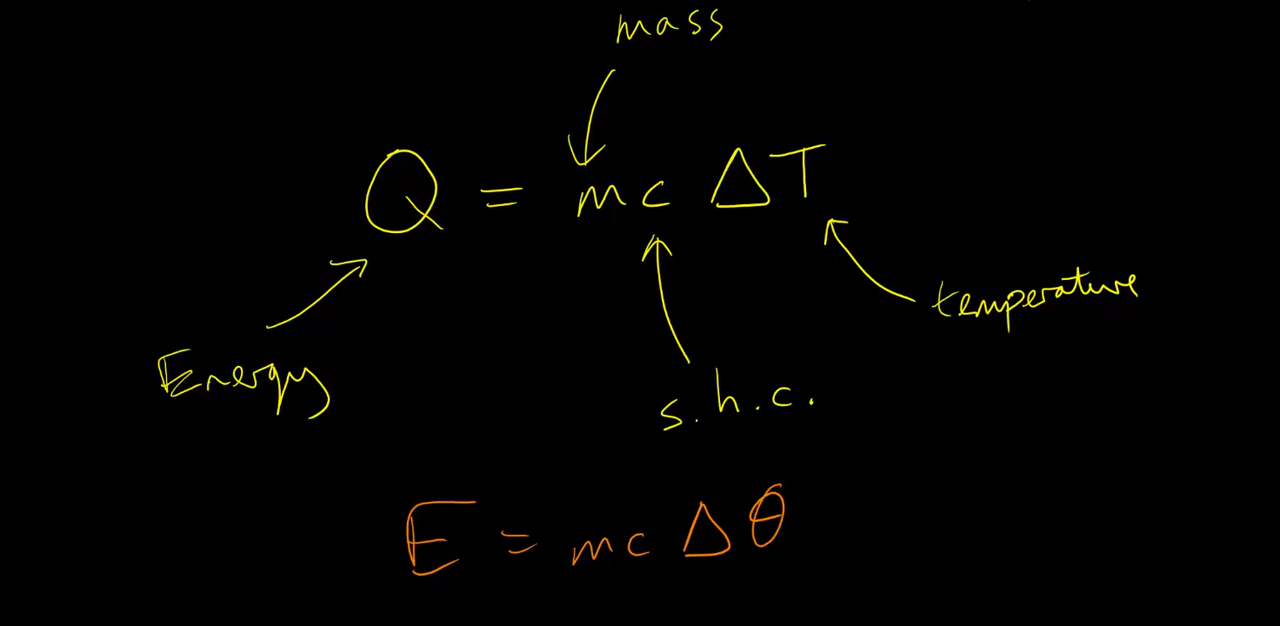 mass
Q = mc ΔT
temperature
Energy
s.h.c.
E = mc Δθ